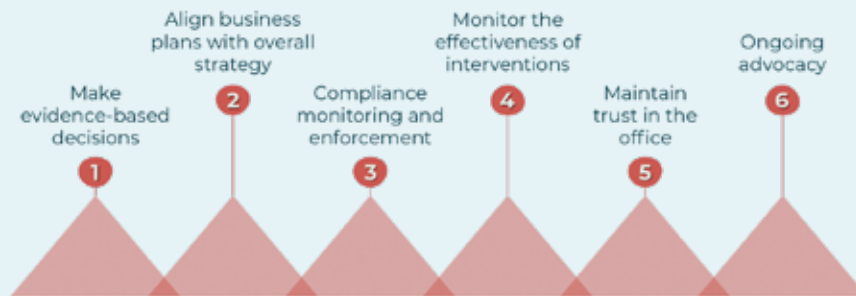 Make
evidence-based
decisions
1
Align business
plans with overall
strategy
2
Compliance
monitoring and
enforcement
3
Monitor the
effectiveness of
interventions
4
Maintain
trust in the
office
5
Ongoing
advocacy
6